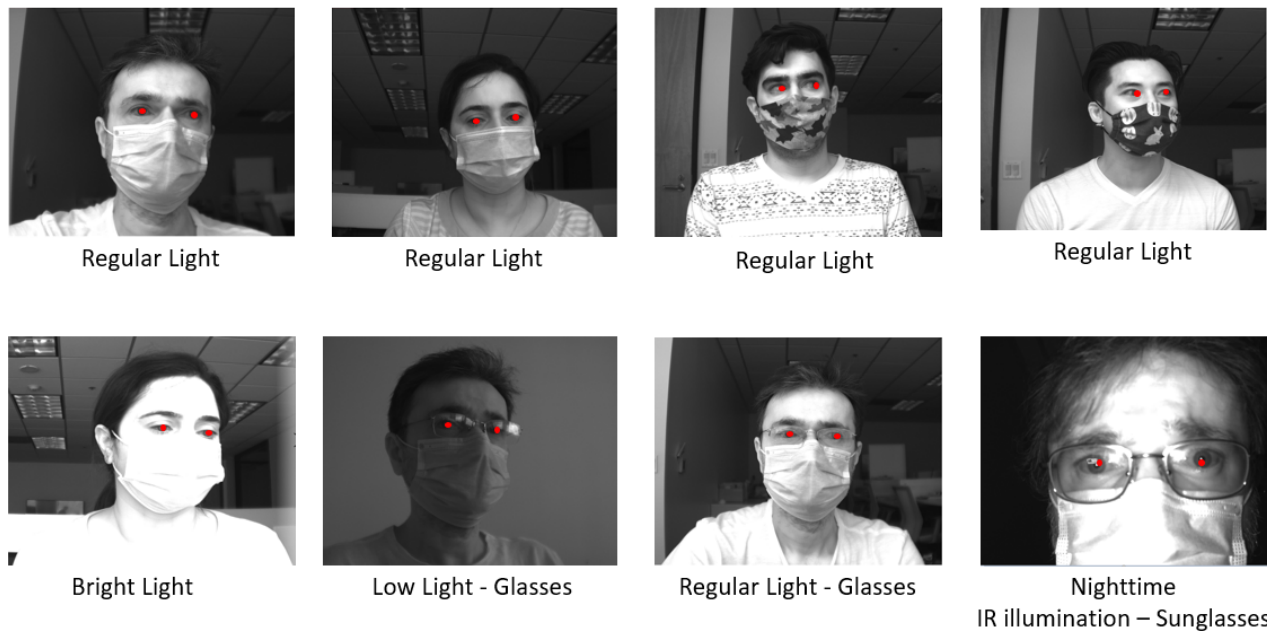 Regular Light
Regular Light
Regular Light
Regular Light
Bright Light
Low Light - Glasses
Regular Light - Glasses
Nighttime
IR illumination – Sunglasses